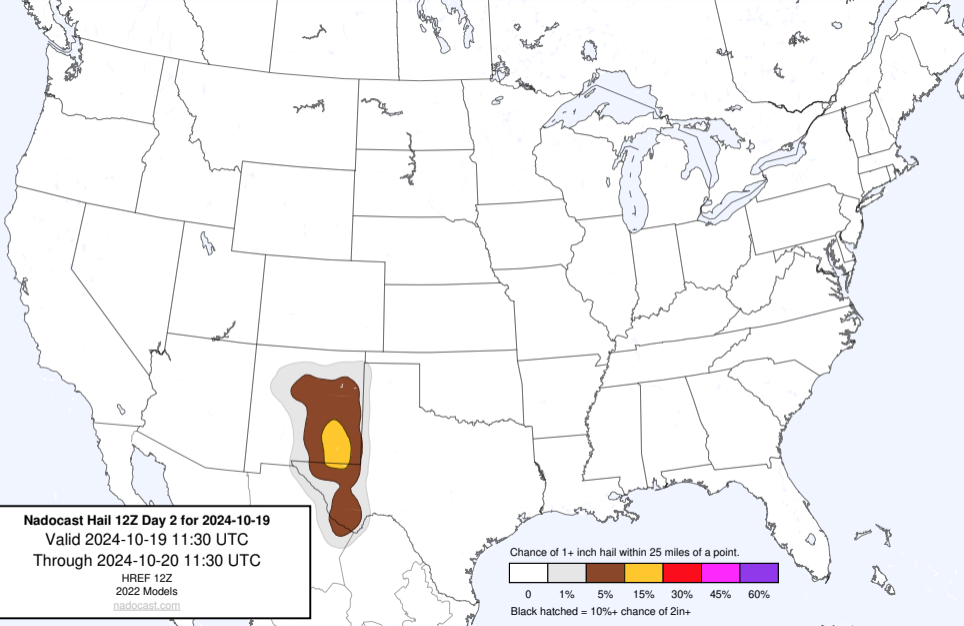 Nadocast Hail 12Z Day 2 for 2024-10-19
Valid 2024-10-19 11:30 UTC
Through 2024-10-20 11:30 UTC
HREF 12Z
2022 Models
nadocast.com
Chance of 1+ inch hail within 25 miles of a point.
0 1% 5% 15% 30% 45% 60%
Black hatched = 10%+ chance of 2in+